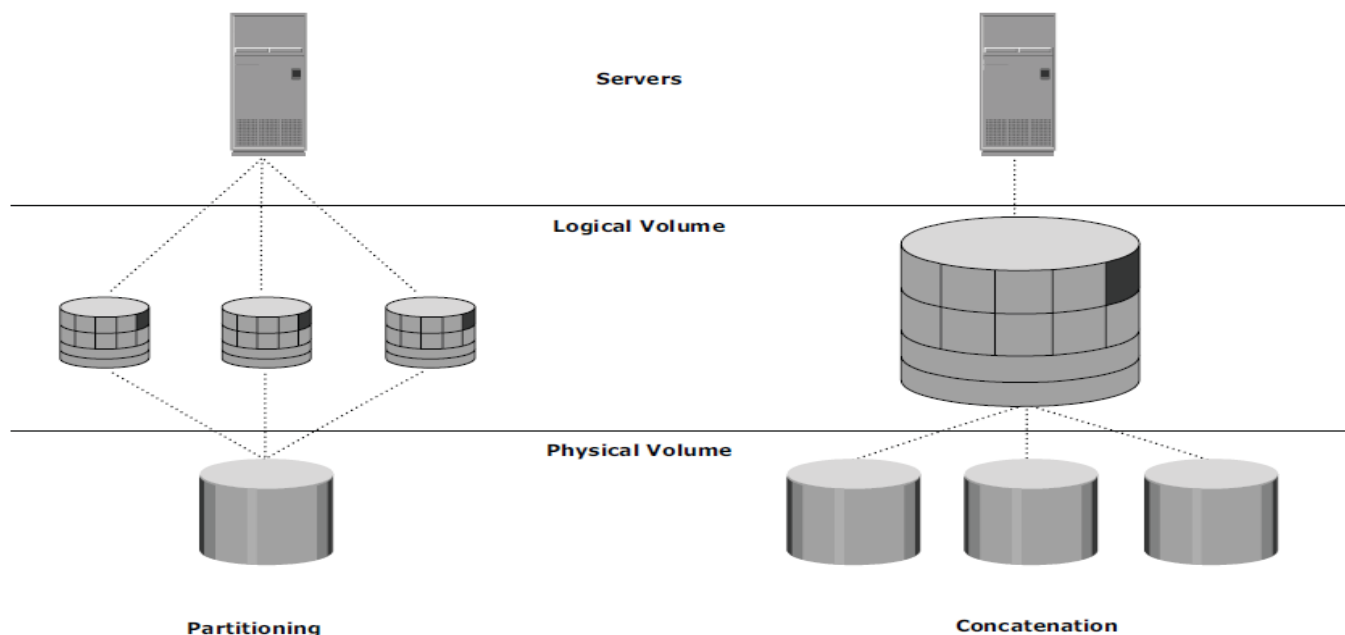 Servers
Logical Volume
Physical Volume
Partitioning
Concatenation